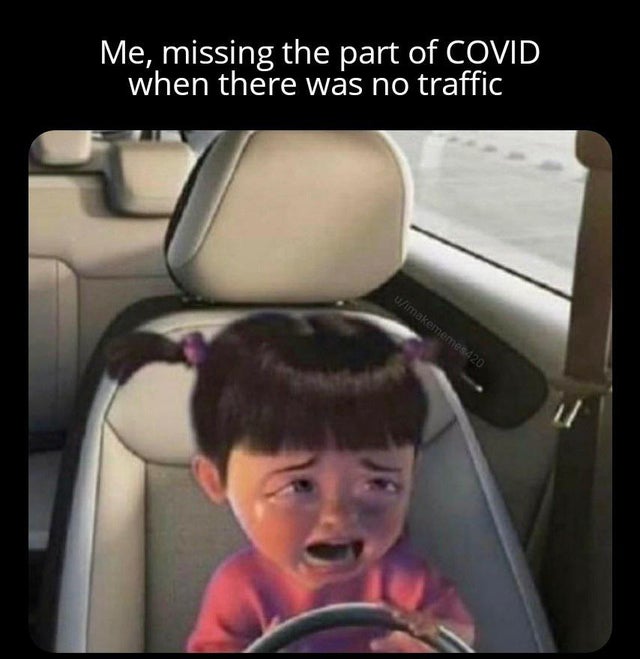 Me, missing the part of COVID
when there was no traffic
u/imakememes420